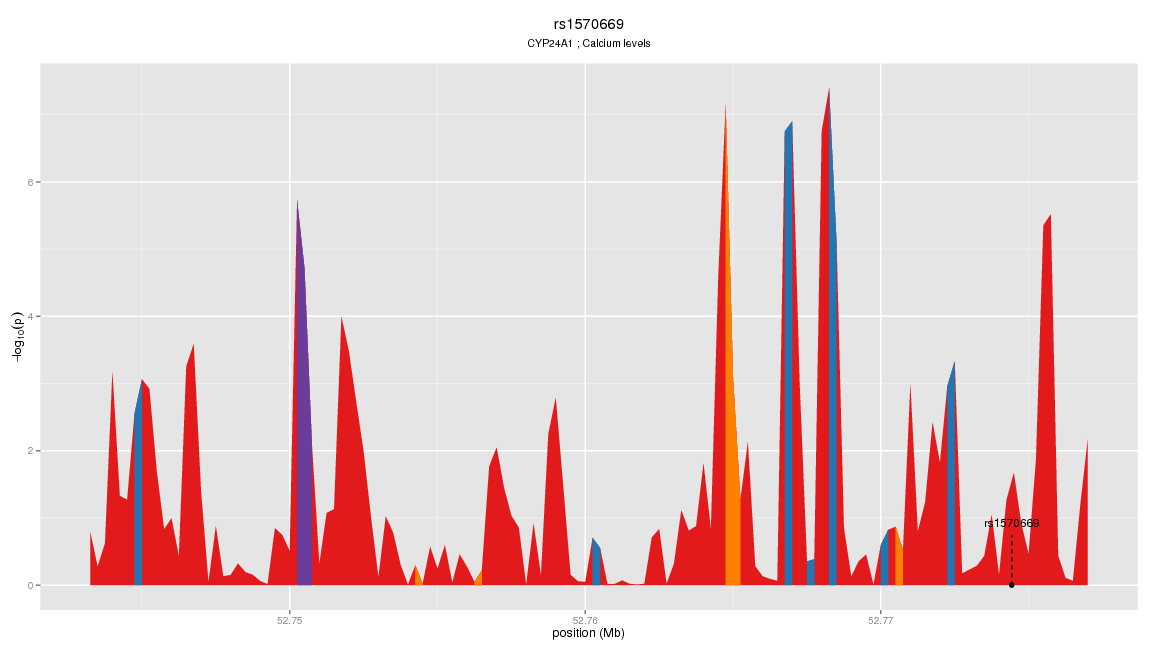 rs1570669
CYP24A1 ; Calcium levels
6
4
2
0
-log10(p)
rs1570669
52.75
52.76
52.77
position (Mb)